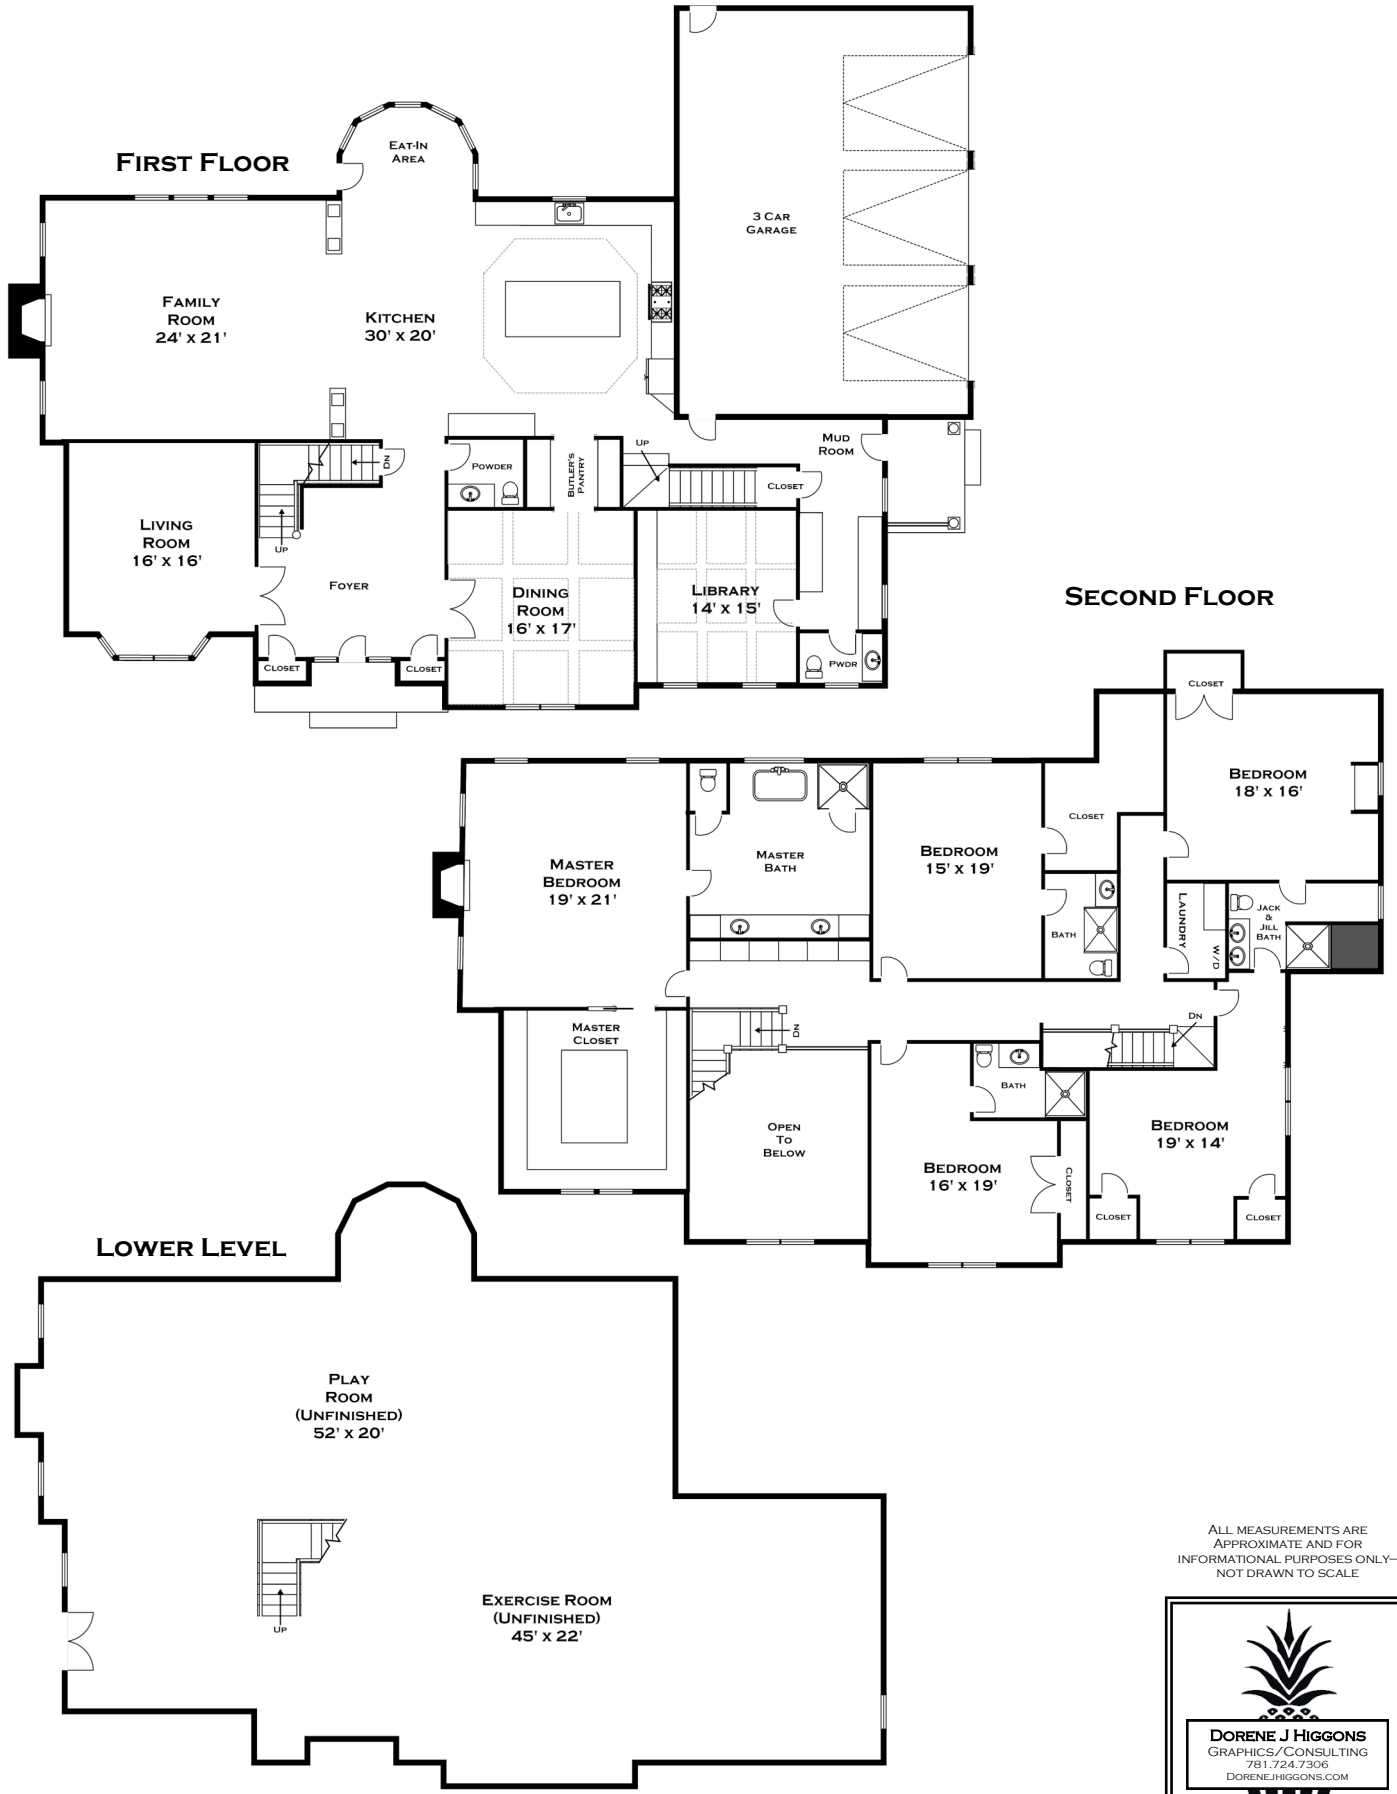 First Floor
Eat-In
Area
3 Car
Garage
Family
Room
24' x 21'
Kitchen
30' x 20'
Up
Mud
Room
Dn
Powder
Butler's
Pantry
Closet
Living
Room
16' x 16'
Up
Foyer
Dining
Room
16' x 17'
Library
14' x 15'
Closet
Closet
Pwdr
Second Floor
Closet
Bedroom
18' x 16'
Closet
Master
Bedroom
19' x 21'
Master
Bath
Bedroom
15' x 19'
Bath
Laundry
W/D
Jack
&
Jill
Bath
Master
Closet
Dn
Dn
Bath
Open
To
Below
Bedroom
16' x 19'
Closet
Bedroom
19' x 14'
Closet
Closet
Lower Level
Play
Room
(Unfinished)
52' x 20'
Exercise Room
(Unfinished)
45' x 22'
Up
All measurements are
Approximate and for
informational purposes only—
not drawn to scale
Dorene J Higgons
Graphics/Consulting
781.724.7306
Dorenejhiggons.com